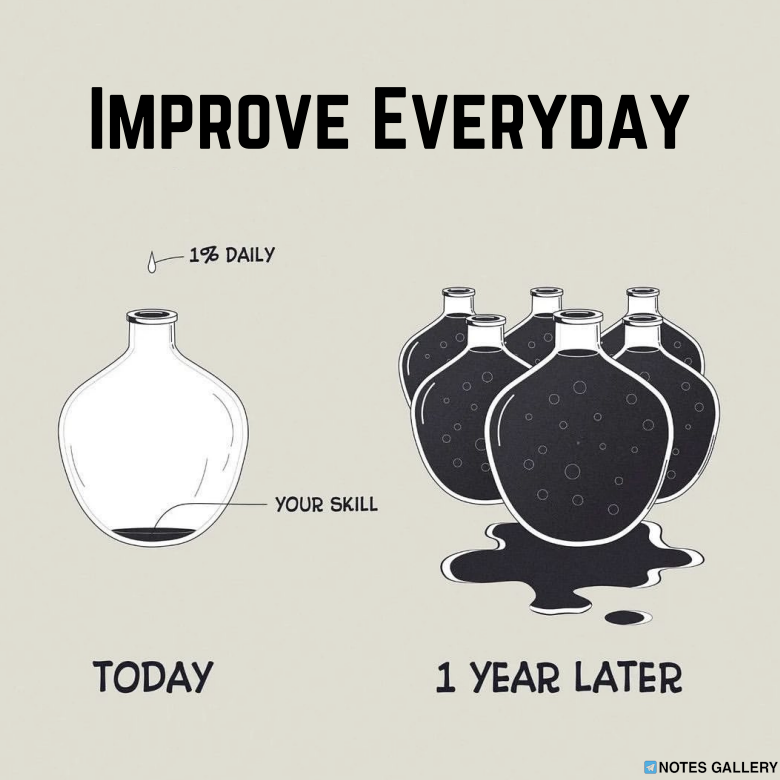 IMPROVE EVERYDAY
1% DAILY
YOUR SKILL
TODAY
1 YEAR LATER
NOTES GALLERY